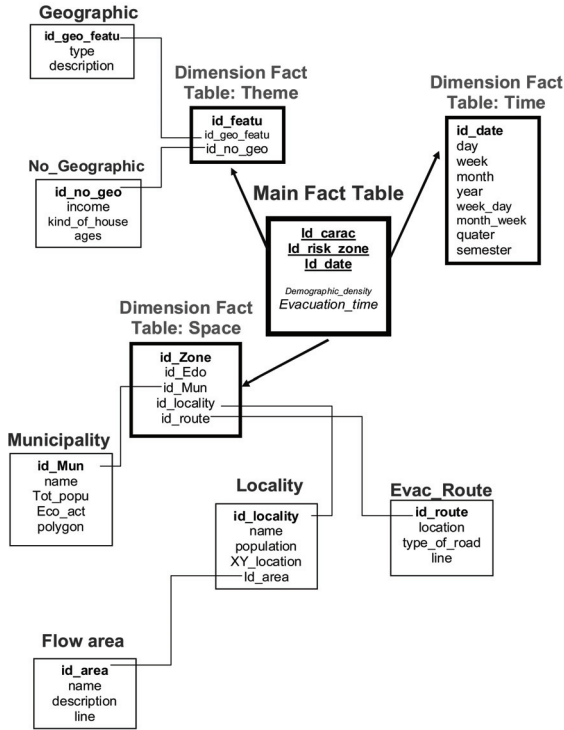 Geographic
id_geo_featu
type
description
Dimension Fact
Table: Theme
id_featu
id_geo_featu
id_no_geo
Dimension Fact
Table: Time
id_date
day
week
month
year
week_day
month_week
quater
semester
No_Geographic
id_no_geo
income
kind_of_house
ages
Main Fact Table
Id_carac
Id_risk_zone
Id_date
Demographic_density
Evacuation_time
Dimension Fact
Table: Space
id_Zone
id_Edo
id_Mun
id_locality
id_route
Municipality
id_Mun
name
Tot_popu
Eco_act
polygon
Locality
id_locality
name
population
XY_location
Id_area
Evac_Route
id_route
location
type_of_road
line
Flow area
id_area
name
description
line